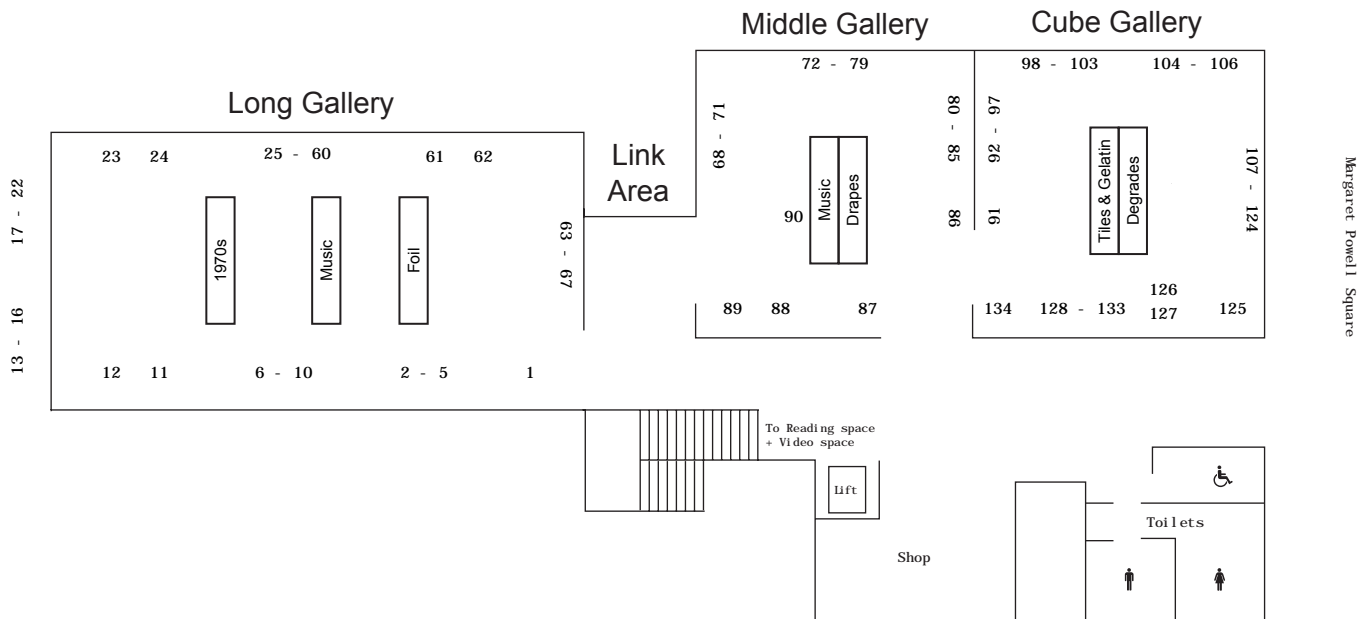 Middle Gallery
Cube Gallery
Long Gallery
Link
Area
72 - 79
98 - 103
104 - 106
68 - 71
80 - 85
92 - 97
107 - 124
23
24
25 - 60
61
62
17 - 22
13 - 16
1970s
Music
Foil
63 - 67
90
Music
Drapes
86
91
Tiles & Gelatin
Degrades
Margaret Powell Square
89
88
87
134
128 - 133
126
127
125
12
11
6 - 10
2 - 5
1
To Reading space
+ Video space
Lift
Shop
Toilets